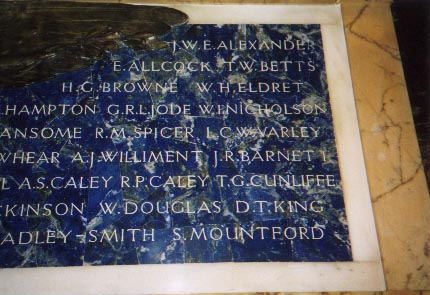 J.W.E.ALEXANDER
E.ALLCOCK T.W.BETTS
H.G.BROWNE W.H.ELDRET
HAMPTON G.R.L.JODE W.J.NICHOLSON
ANSOME R.M.SPICER L.C.W.VARLEY
WHEAR A.J.WILLIMENT J.R.BARNETT
L A.S.CALEY R.P.CALEY T.G.CUNLIFFE
CKINSON W.DOUGLAS D.T.KING
ADLEY-SMITH S.MOUNTFORD